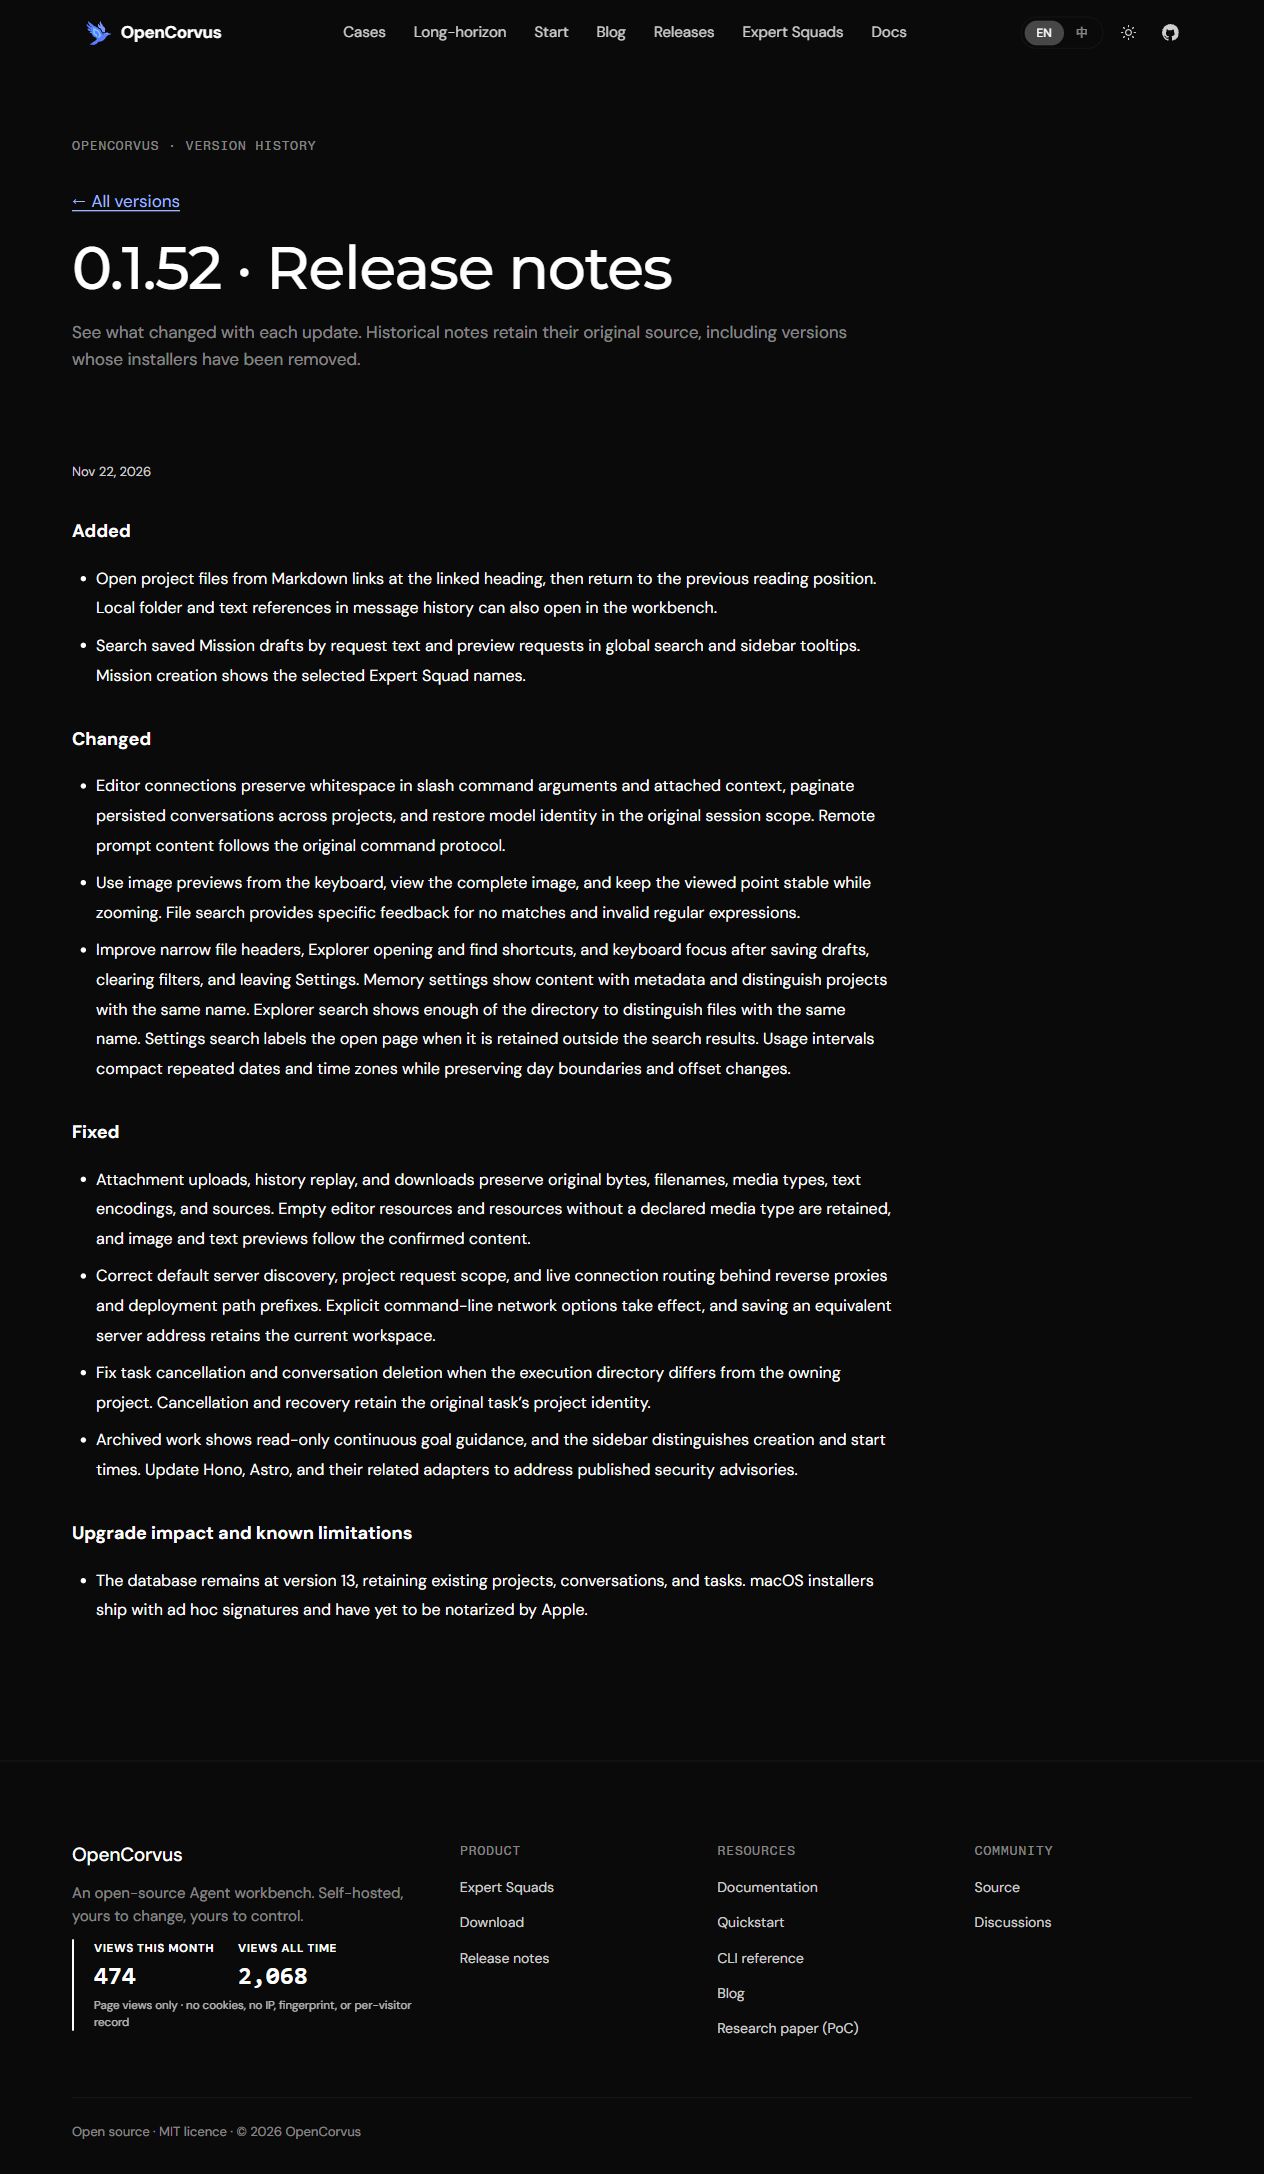 OpenCorvus
Cases
Long-horizon
Start
Blog
Releases
Expert Squads
Docs
EN
中
OPENCORVUS · VERSION HISTORY
← All versions
0.1.52 · Release notes
See what changed with each update. Historical notes retain their original source, including versions
whose installers have been removed.
Nov 22, 2026
Added
• Open project files from Markdown links at the linked heading, then return to the previous reading position.
Local folder and text references in message history can also open in the workbench.
• Search saved Mission drafts by request text and preview requests in global search and sidebar tooltips.
Mission creation shows the selected Expert Squad names.
Changed
• Editor connections preserve whitespace in slash command arguments and attached context, paginate
persisted conversations across projects, and restore model identity in the original session scope. Remote
prompt content follows the original command protocol.
• Use image previews from the keyboard, view the complete image, and keep the viewed point stable while
zooming. File search provides specific feedback for no matches and invalid regular expressions.
• Improve narrow file headers, Explorer opening and find shortcuts, and keyboard focus after saving drafts,
clearing filters, and leaving Settings. Memory settings show content with metadata and distinguish projects
with the same name. Explorer search shows enough of the directory to distinguish files with the same
name. Settings search labels the open page when it is retained outside the search results. Usage intervals
compact repeated dates and time zones while preserving day boundaries and offset changes.
Fixed
• Attachment uploads, history replay, and downloads preserve original bytes, filenames, media types, text
encodings, and sources. Empty editor resources and resources without a declared media type are retained,
and image and text previews follow the confirmed content.
• Correct default server discovery, project request scope, and live connection routing behind reverse proxies
and deployment path prefixes. Explicit command-line network options take effect, and saving an equivalent
server address retains the current workspace.
• Fix task cancellation and conversation deletion when the execution directory differs from the owning
project. Cancellation and recovery retain the original task’s project identity.
• Archived work shows read-only continuous goal guidance, and the sidebar distinguishes creation and start
times. Update Hono, Astro, and their related adapters to address published security advisories.
Upgrade impact and known limitations
• The database remains at version 13, retaining existing projects, conversations, and tasks. macOS installers
ship with ad hoc signatures and have yet to be notarized by Apple.
OpenCorvus
An open-source Agent workbench. Self-hosted,
yours to change, yours to control.
VIEWS THIS MONTH
474
VIEWS ALL TIME
2,068
Page views only · no cookies, no IP, fingerprint, or per-visitor
record
PRODUCT
Expert Squads
Download
Release notes
RESOURCES
Documentation
Quickstart
CLI reference
Blog
Research paper (PoC)
COMMUNITY
Source
Discussions
Open source · MIT licence · © 2026 OpenCorvus